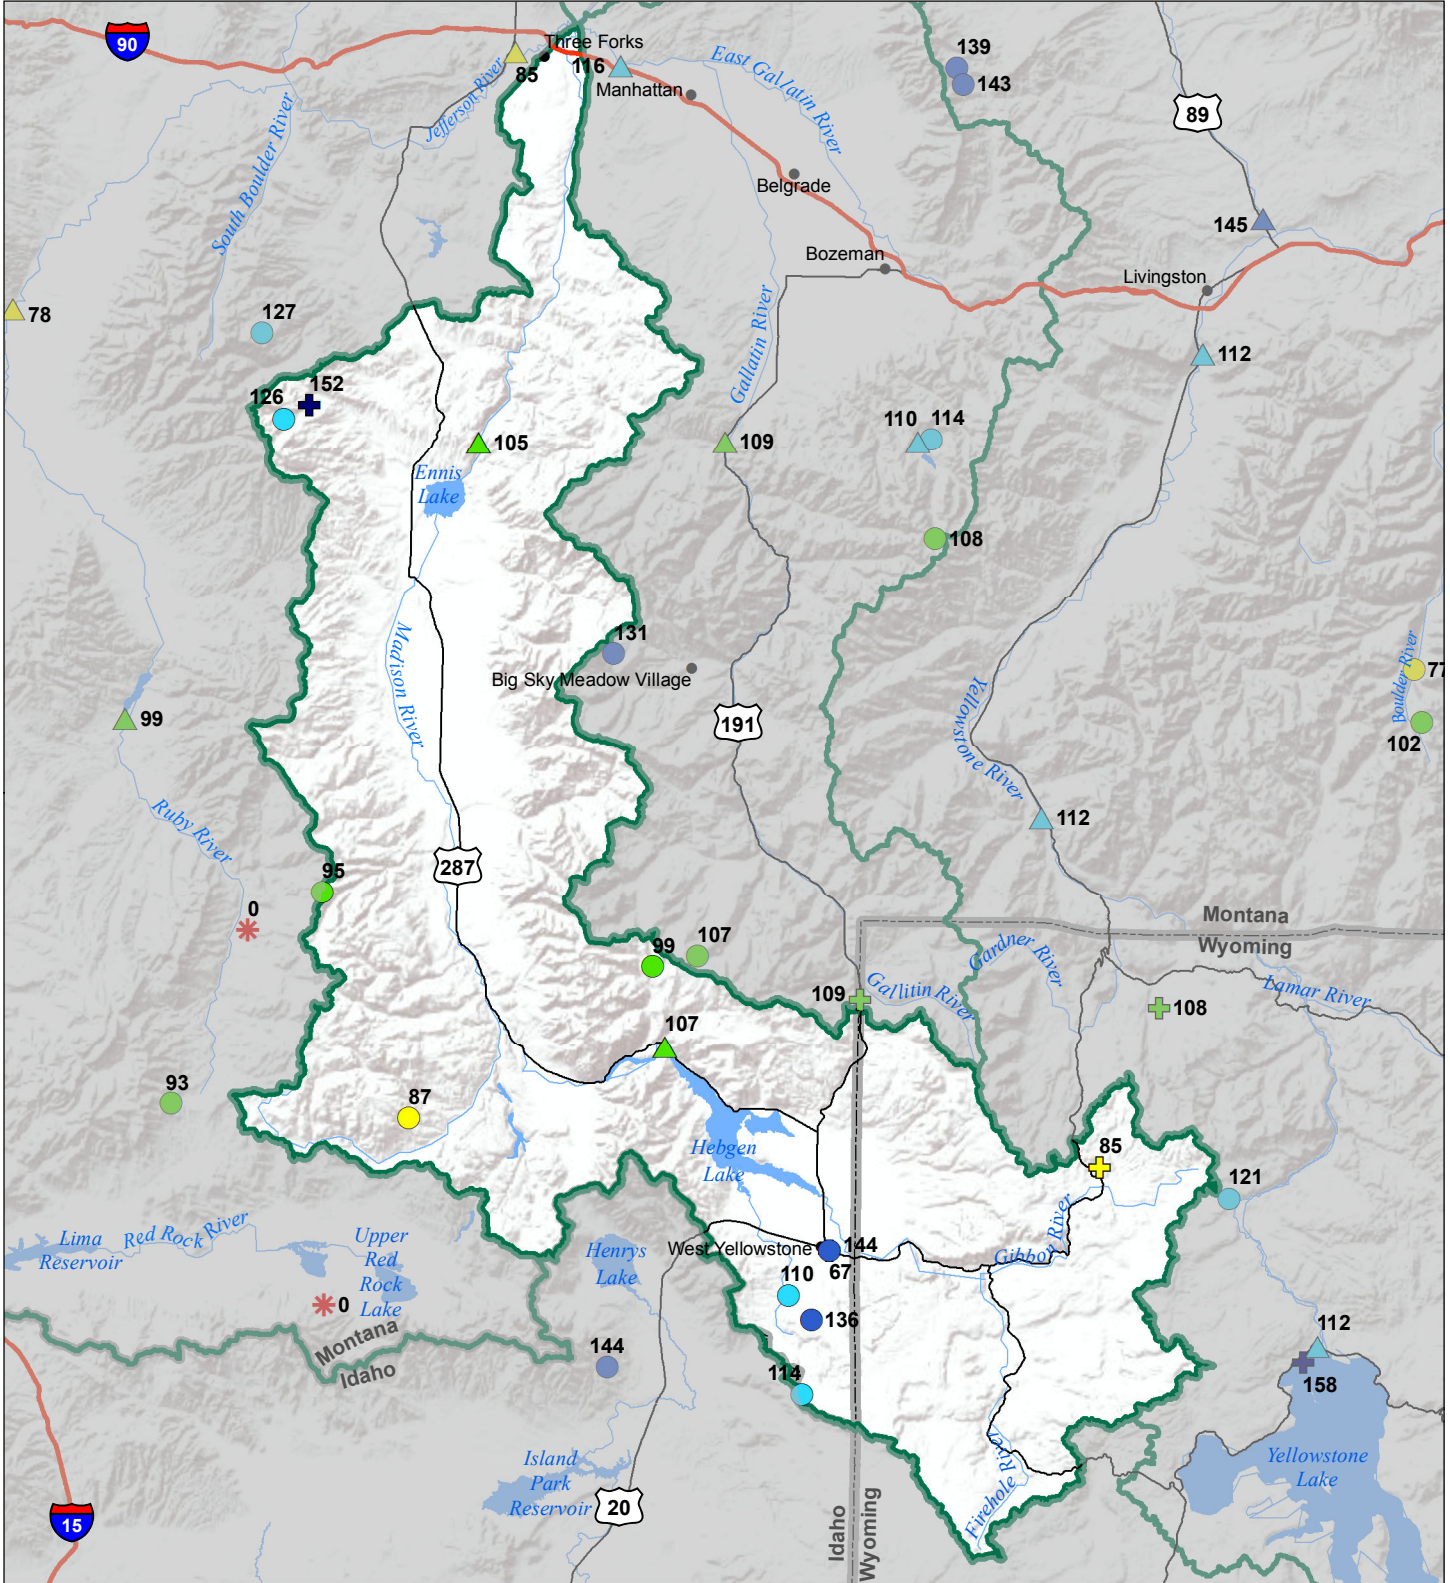 90
Three Forks
85
116
Manhattan
Jefferson River
East Gallatin River
139
143
89
South Boulder River
Belgrade
145
Bozeman
Livingston
78
127
Gallatin River
112
152
126
105
109
110
114
Ennis
Lake
108
131
Big Sky Meadow Village
Madison River
Boulder River
77
Yellowstone River
99
191
102
Ruby River
112
287
95
0
Montana
Wyoming
99
107
Gardner River
109
Gallitin River
Lamar River
108
107
93
87
Hebgen
Lake
85
121
Red Rock River
Lima
Reservoir
Upper
Red
Rock
Lake
Henrys
Lake
West Yellowstone
144
67
Gibbon River
110
0
136
Montana
Idaho
144
112
158
114
Island
Park
Reservoir
20
Yellowstone
Lake
Firehole River
Idaho
Wyoming
15